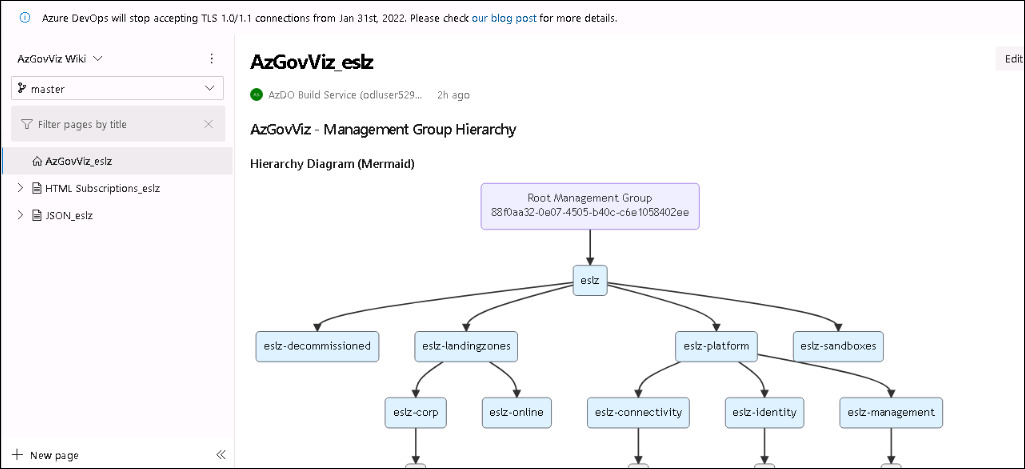 Azure DevOps will stop accepting TLS 1.0/1.1 connections from Jan 31st, 2022. Please check our blog post for more details.
AzGovViz Wiki
master
Filter pages by title
AzGovViz_eslz
HTML Subscriptions_eslz
JSON_eslz
New page
AzGovViz_eslz
Edit
AzDO Build Service (odluser529... 2h ago
AzGovViz - Management Group Hierarchy
Hierarchy Diagram (Mermaid)
Root Management Group
88f0aa32-0e07-4505-b40c-c6e1058402ee
eslz
eslz-decommissioned eslz-landingzones eslz-platform eslz-sandboxes
eslz-corp eslz-online eslz-connectivity eslz-identity eslz-management